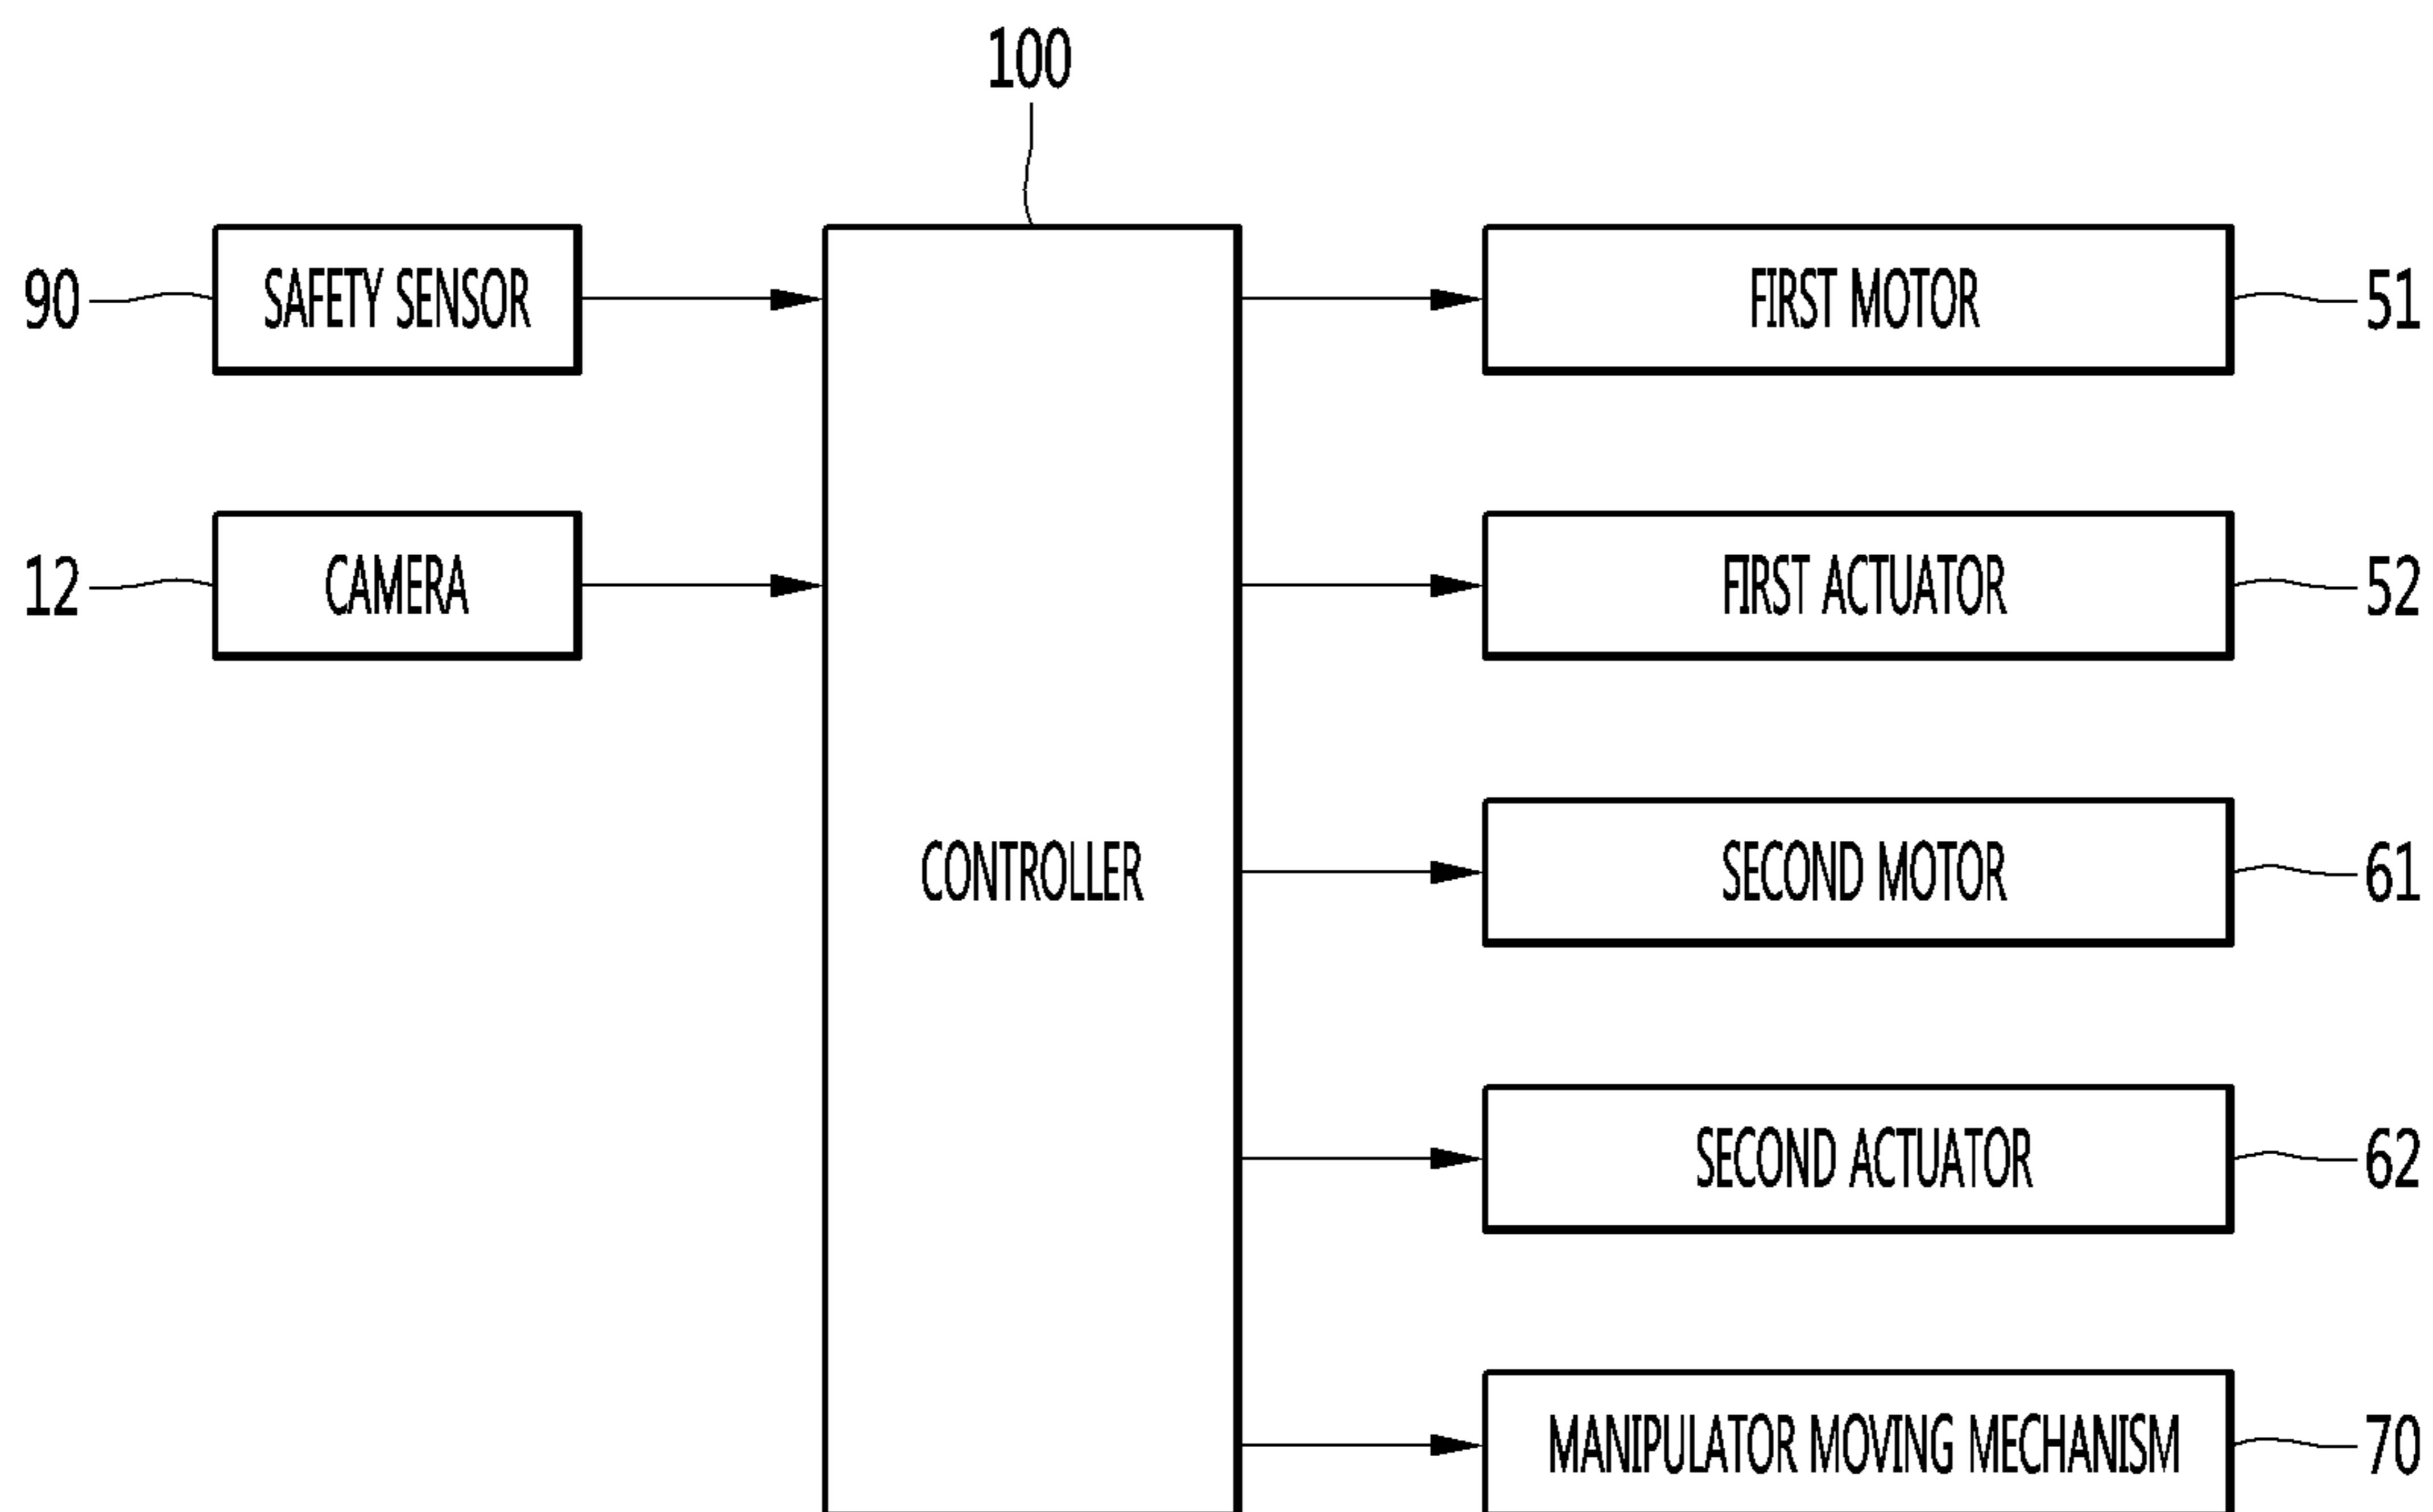 100
90 SAFETY SENSOR FIRST MOTOR 51
12 CAMERA FIRST ACTUATOR 52
CONTROLLER SECOND MOTOR 61
SECOND ACTUATOR 62
MANIPULATOR MOVING MECHANISM 70